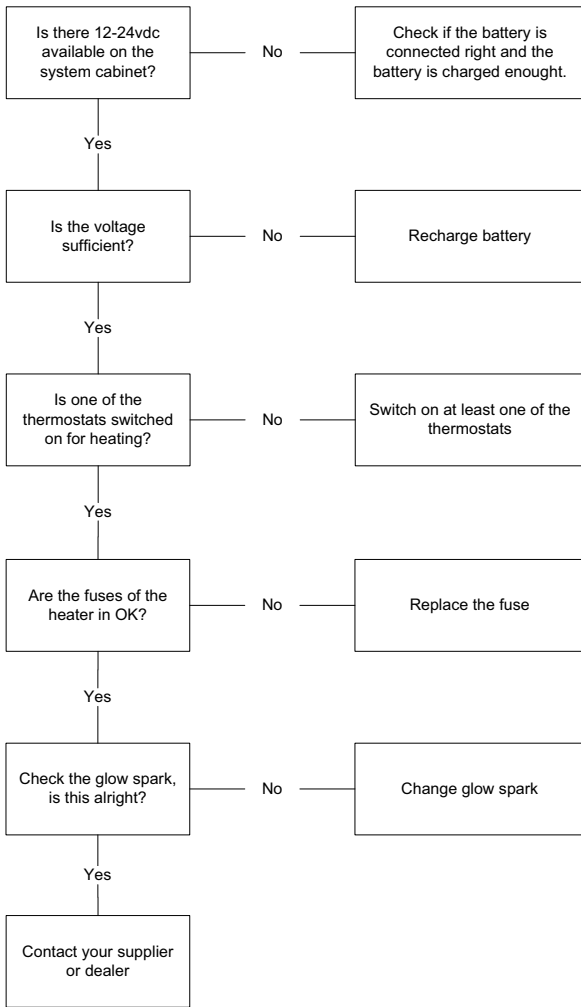 Is there 12-24vdc
available on the
system cabinet?
No
Check if the battery is
connected right and the
battery is charged enought.
Yes
Is the voltage
sufficient?
No
Recharge battery
Yes
Is one of the
thermostats switched
on for heating?
No
Switch on at least one of the
thermostats
Yes
Are the fuses of the
heater in OK?
No
Replace the fuse
Yes
Check the glow spark,
is this alright?
No
Change glow spark
Yes
Contact your supplier
or dealer